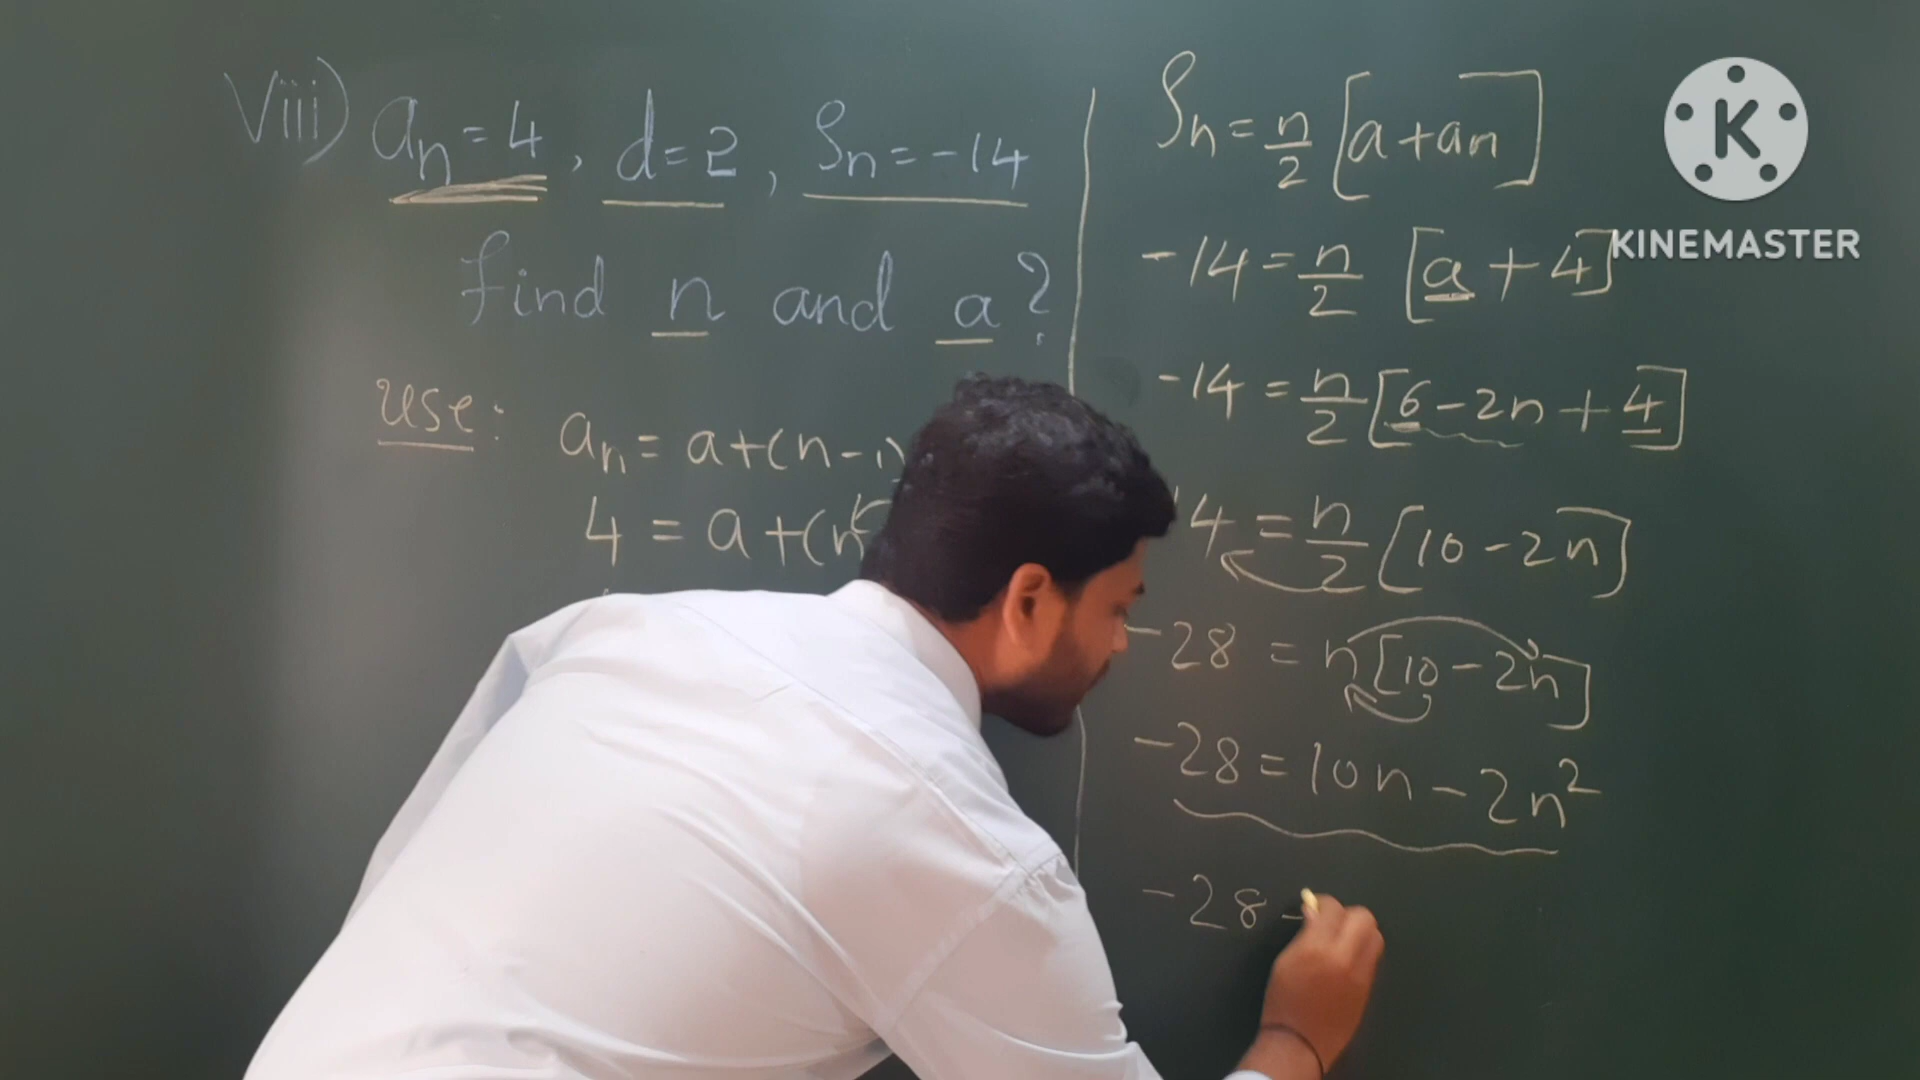 Viii) an = 4, d = 2, Sn = -14
find n and a?
use: an = a+(n-1)
4 = a+(n
Sn = n/2 [a+an]
-14 = n/2 [a+4]
-14 = n/2 [6-2n+4]
4 = n/2 [10-2n]
-28 = n[10-2n]
-28 = 10n-2n²
-28
K
KINEMASTER